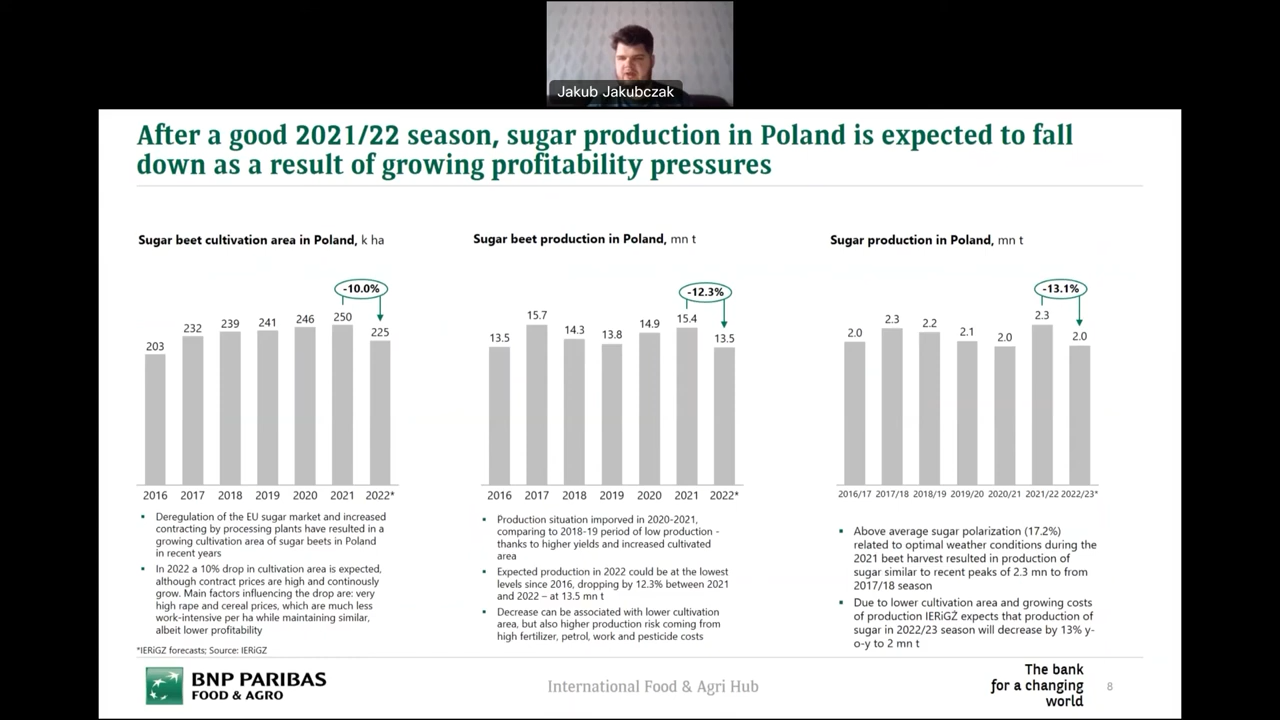 Jakub Jakubczak
After a good 2021/22 season, sugar production in Poland is expected to fall
down as a result of growing profitability pressures
Sugar beet cultivation area in Poland, k ha
-10.0%
203
232
239
241
246
250
225
2016
2017
2018
2019
2020
2021
2022*
Deregulation of the EU sugar market and increased
contracting by processing plants have resulted in a
growing cultivation area of sugar beets in Poland
in recent years
In 2022 a 10% drop in cultivation area is expected,
although contract prices are high and continously
grow. Main factors influencing the drop are: very
high rape and cereal prices, which are much less
work-intensive per ha while maintaining similar,
albeit lower profitability
Sugar beet production in Poland, mn t
-12.3%
13.5
15.7
14.3
13.8
14.9
15.4
13.5
2016
2017
2018
2019
2020
2021
2022*
Production situation imporved in 2020-2021,
comparing to 2018-19 period of low production -
thanks to higher yields and increased cultivated
area
Expected production in 2022 could be at the lowest
levels since 2016, dropping by 12.3% between 2021
and 2022 – at 13.5 mn t
Decrease can be associated with lower cultivation
area, but also higher production risk coming from
high fertilizer, petrol, work and pesticide costs
Sugar production in Poland, mn t
-13.1%
2.0
2.3
2.2
2.1
2.0
2.3
2.0
2016/17
2017/18
2018/19
2019/20
2020/21
2021/22
2022/23*
Above average sugar polarization (17.2%)
related to optimal weather conditions during the
2021 beet harvest resulted in production of
sugar similar to recent peaks of 2.3 mn to from
2017/18 season
Due to lower cultivation area and growing costs
of production IERiGŻ expects that production of
sugar in 2022/23 season will decrease by 13% y-
o-y to 2 mn t
*IERiGŻ forecasts; Source: IERiGŻ
BNP PARIBAS
FOOD & AGRO
International Food & Agri Hub
The bank
for a changing
world
8